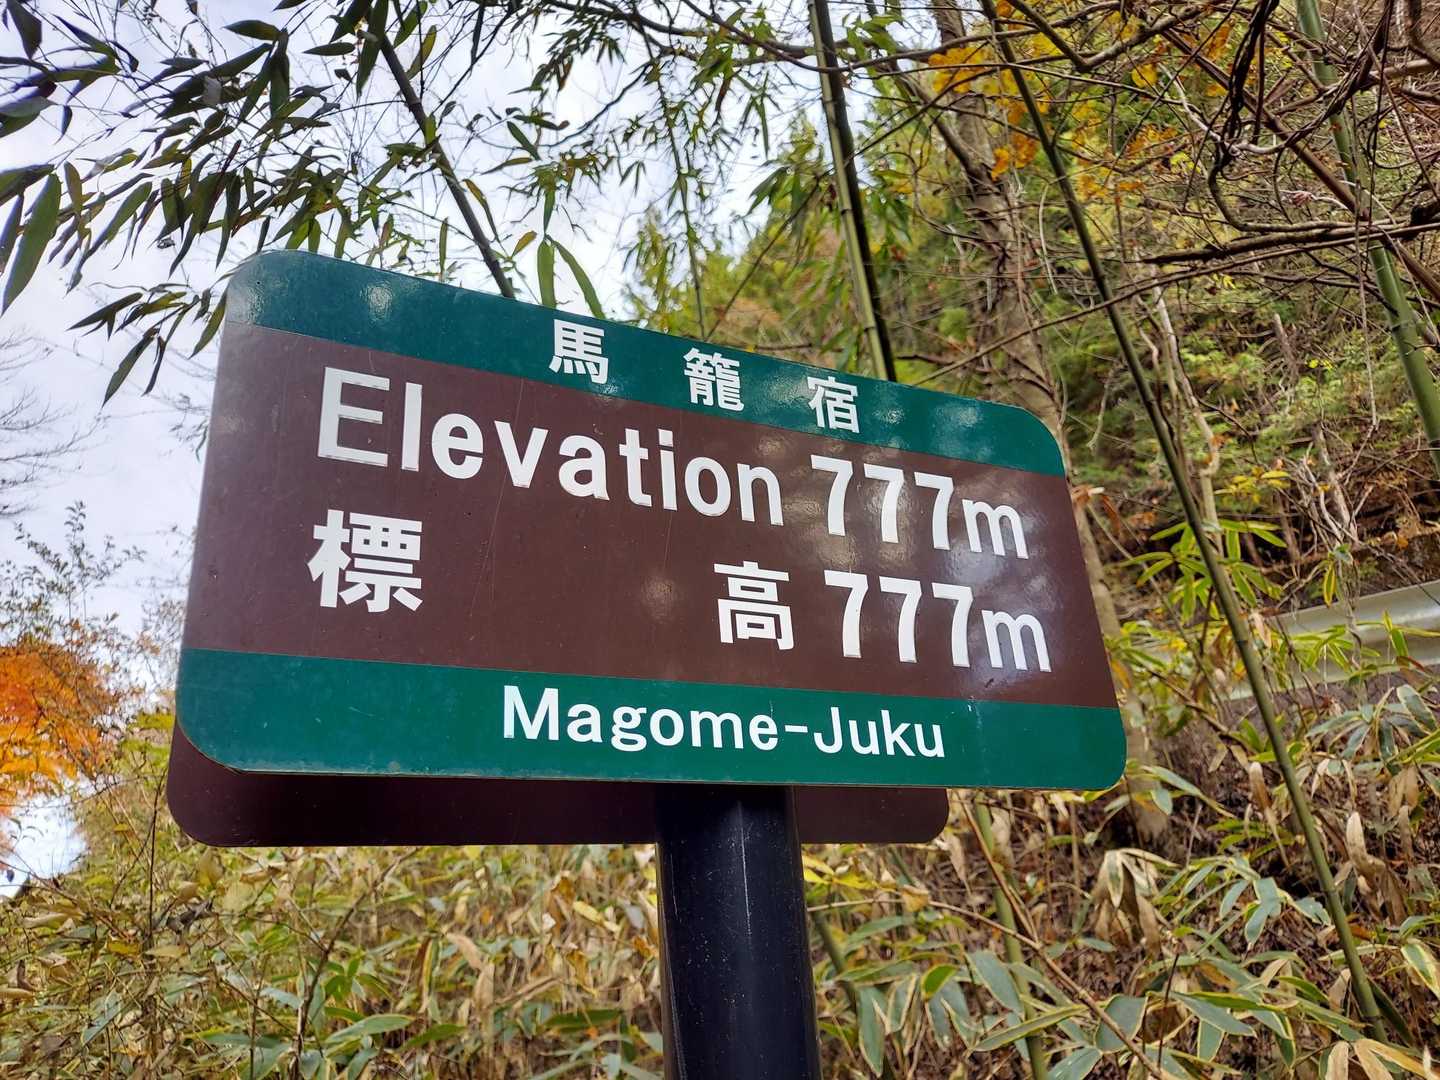 馬籠宿
Elevation 777m
標 高 777m
Magome-Juku